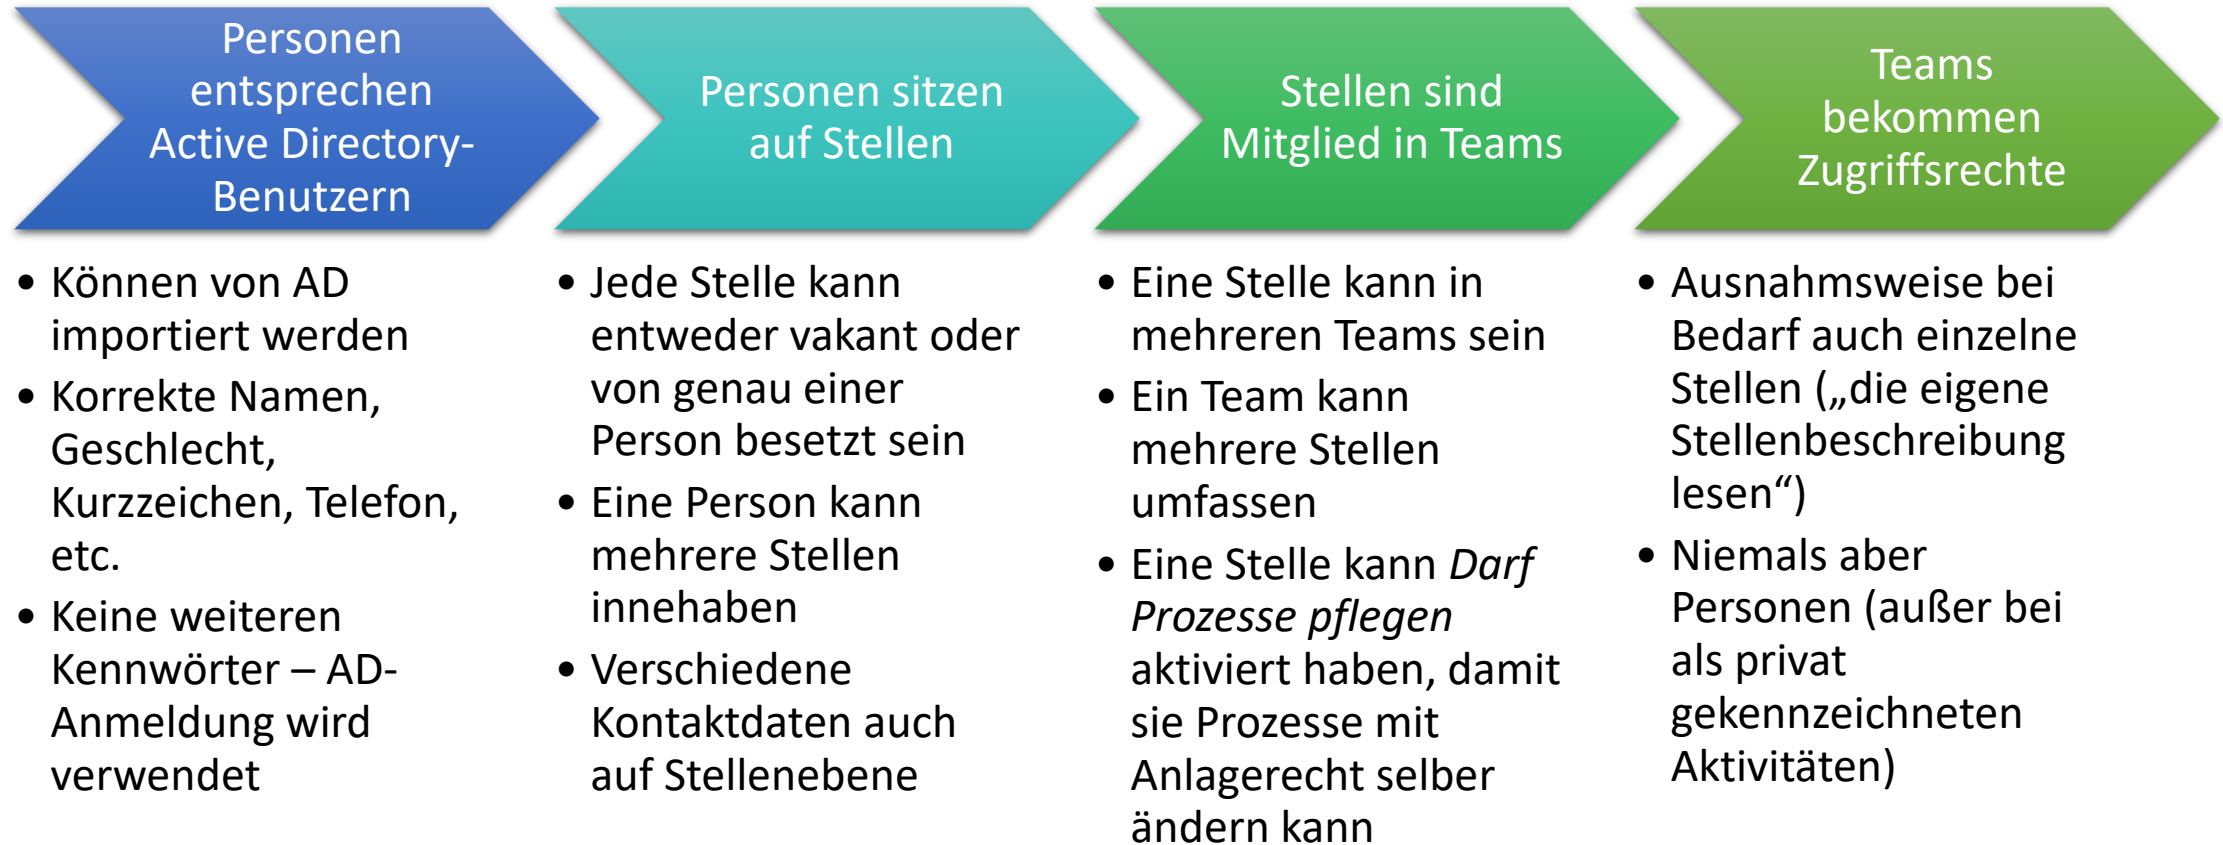 Personen
entsprechen
Active Directory-
Benutzern
• Können von AD
importiert werden
• Korrekte Namen,
Geschlecht,
Kurzzeichen, Telefon,
etc.
• Keine weiteren
Kennwörter – AD-
Anmeldung wird
verwendet
Personen sitzen
auf Stellen
• Jede Stelle kann
entweder vakant oder
von genau einer
Person besetzt sein
• Eine Person kann
mehrere Stellen
innehaben
• Verschiedene
Kontaktdaten auch
auf Stellenebene
Stellen sind
Mitglied in Teams
• Eine Stelle kann in
mehreren Teams sein
• Ein Team kann
mehrere Stellen
umfassen
• Eine Stelle kann Darf
Prozesse pflegen
aktiviert haben, damit
sie Prozesse mit
Anlagerecht selber
ändern kann
Teams
bekommen
Zugriffsrechte
• Ausnahmsweise bei
Bedarf auch einzelne
Stellen („die eigene
Stellenbeschreibung
lesen“)
• Niemals aber
Personen (außer bei
als privat
gekennzeichneten
Aktivitäten)